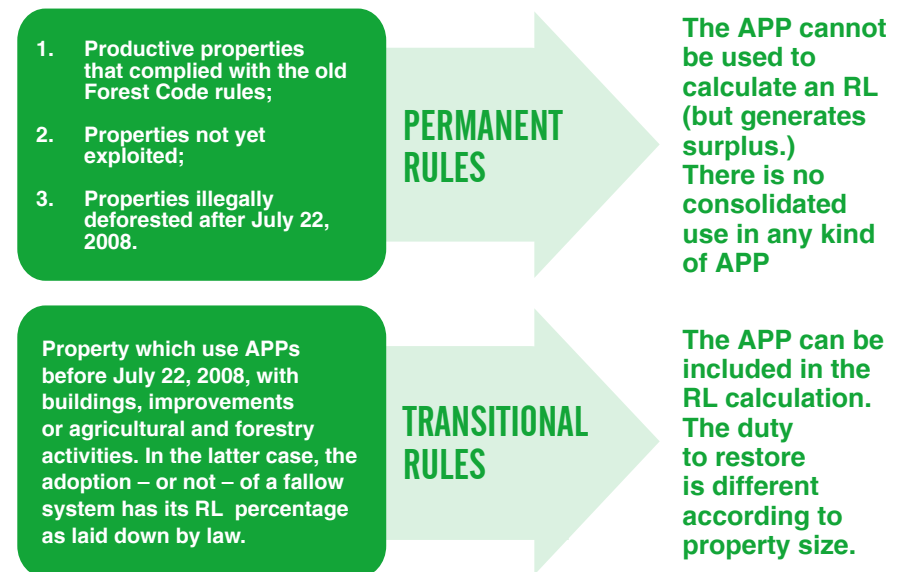 1. Productive properties
that complied with the old
Forest Code rules;
2. Properties not yet
exploited;
3. Properties illegally
deforested after July 22,
2008.
PERMANENT
RULES
The APP cannot
be used to
calculate an RL
(but generates
surplus.)
There is no
consolidated
use in any kind
of APP
Property which use APPs
before July 22, 2008, with
buildings, improvements
or agricultural and forestry
activities. In the latter case, the
adoption – or not – of a fallow
system has its RL percentage
as laid down by law.
TRANSITIONAL
RULES
The APP can be
included in the
RL calculation.
The duty
to restore
is different
according to
property size.